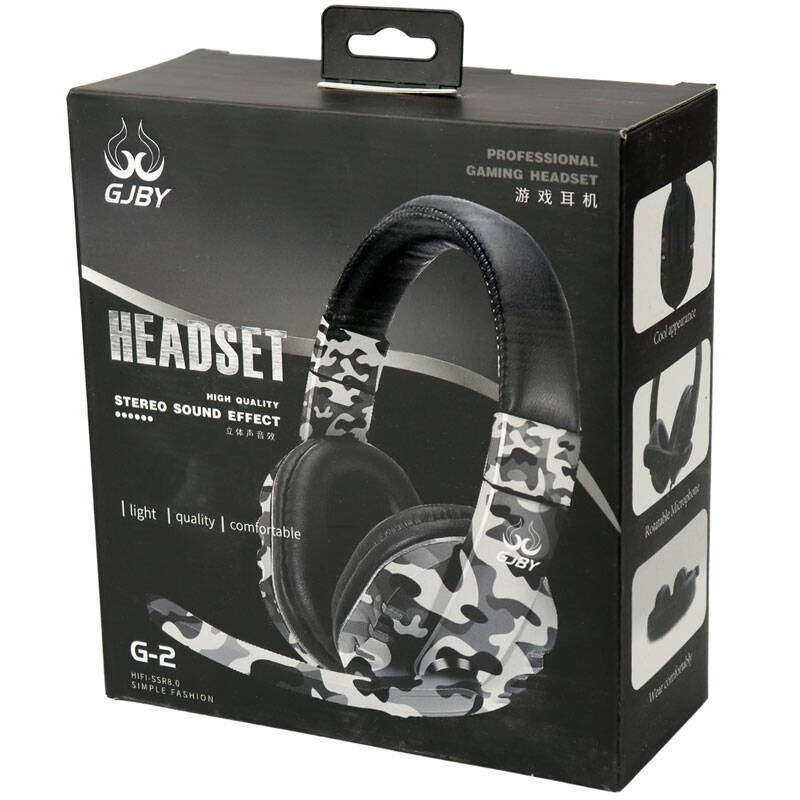 GJBY
PROFESSIONAL
GAMING HEADSET
游戏耳机
HEADSET
HIGH QUALITY
STEREO SOUND EFFECT
立体声音效
light | quality | comfortable
GJBY
G-2
HIFI-SSR8.0
SIMPLE FASHION
Cool appearance
Rotatable Microphone
Wear comfortably